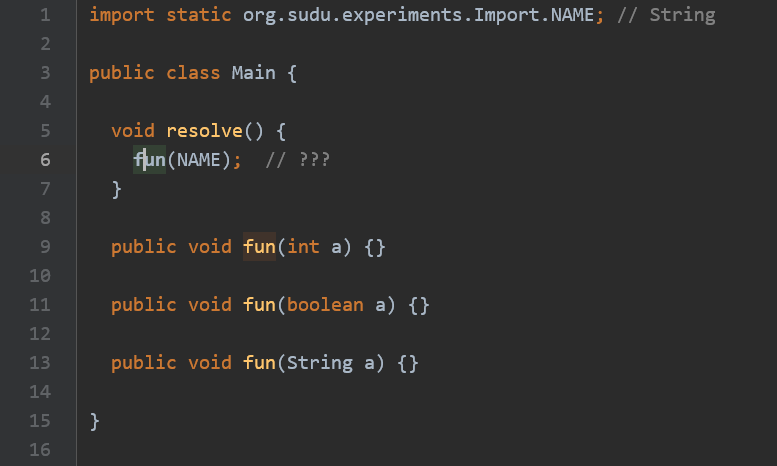 1 import static org.sudu.experiments.Import.NAME; // String
2
3 public class Main {
4
5   void resolve() {
6     fun(NAME);  // ???
7   }
8
9   public void fun(int a) {}
10
11   public void fun(boolean a) {}
12
13   public void fun(String a) {}
14
15 }
16